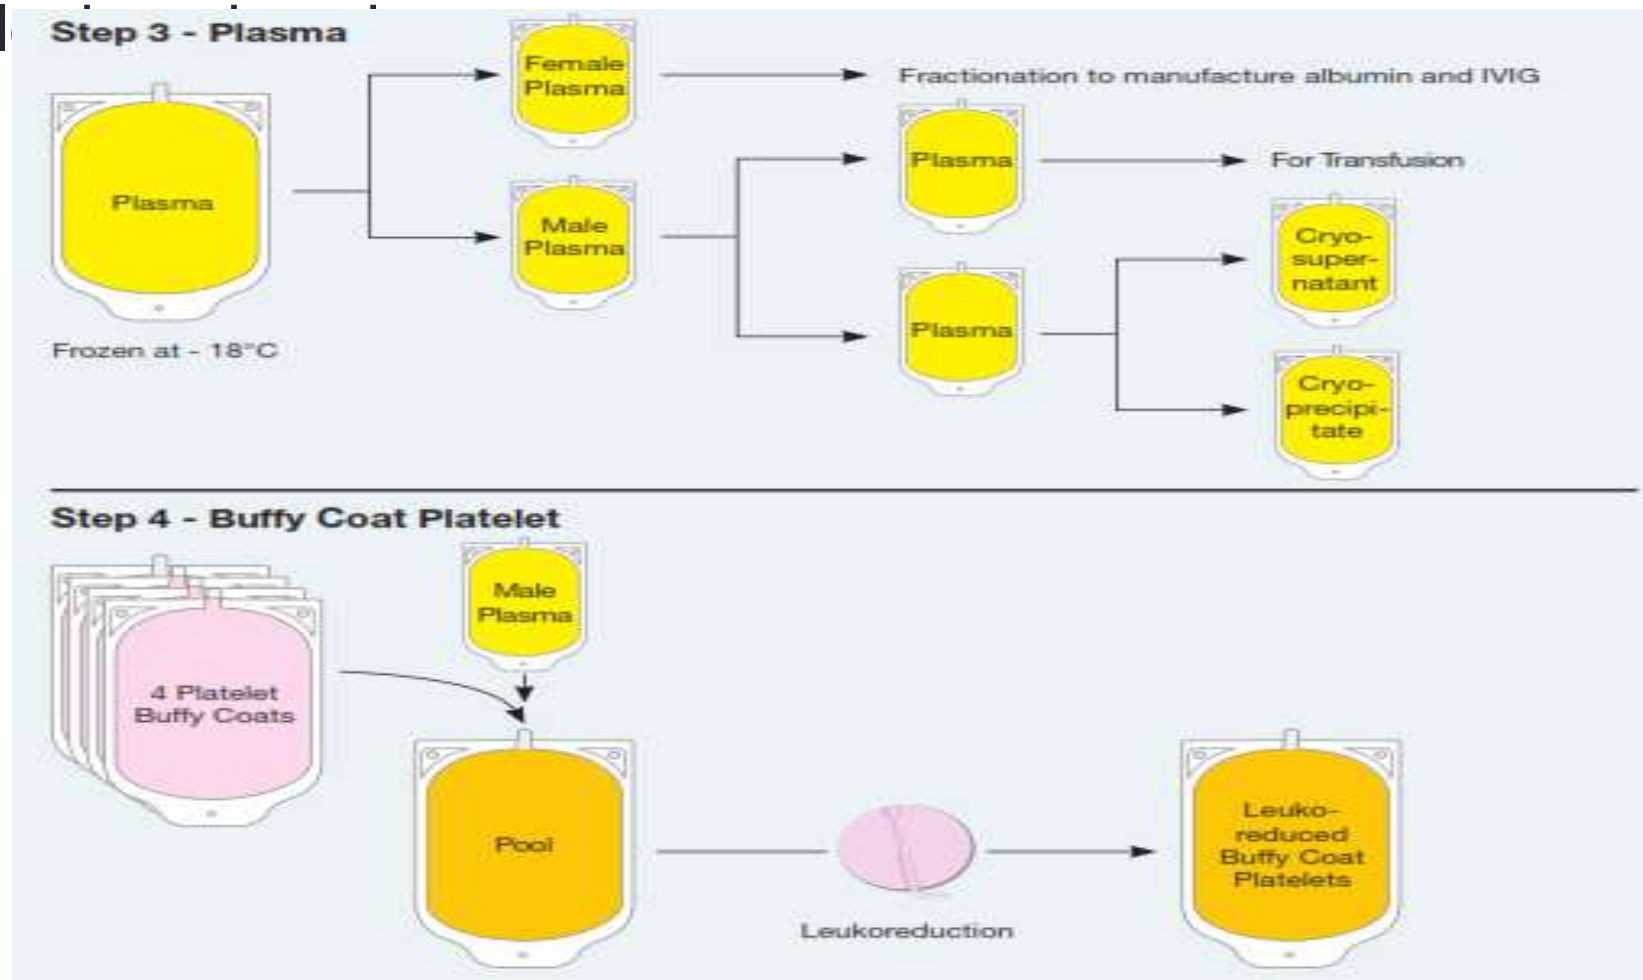 Step 3 - Plasma
Female
Plasma
Fractionation to manufacture albumin and IVIG
Plasma
For Transfusion
Plasma
Male
Plasma
Cryo-
super-
natant
Plasma
Frozen at - 18°C
Cryo-
precipi-
tate
Step 4 - Buffy Coat Platelet
Male
Plasma
4 Platelet
Buffy Coats
Pool
Leuko-
reduced
Buffy Coat
Platelets
Leukoreduction